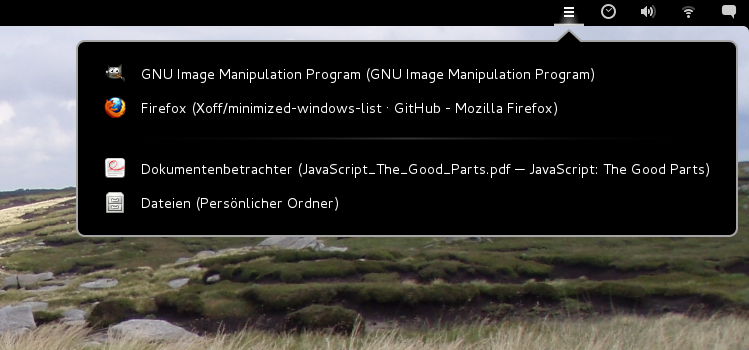 GNU Image Manipulation Program (GNU Image Manipulation Program)
Firefox (Xoff/minimized-windows-list · GitHub - Mozilla Firefox)
Dokumentenbetrachter (JavaScript_The_Good_Parts.pdf — JavaScript: The Good Parts)
Dateien (Persönlicher Ordner)